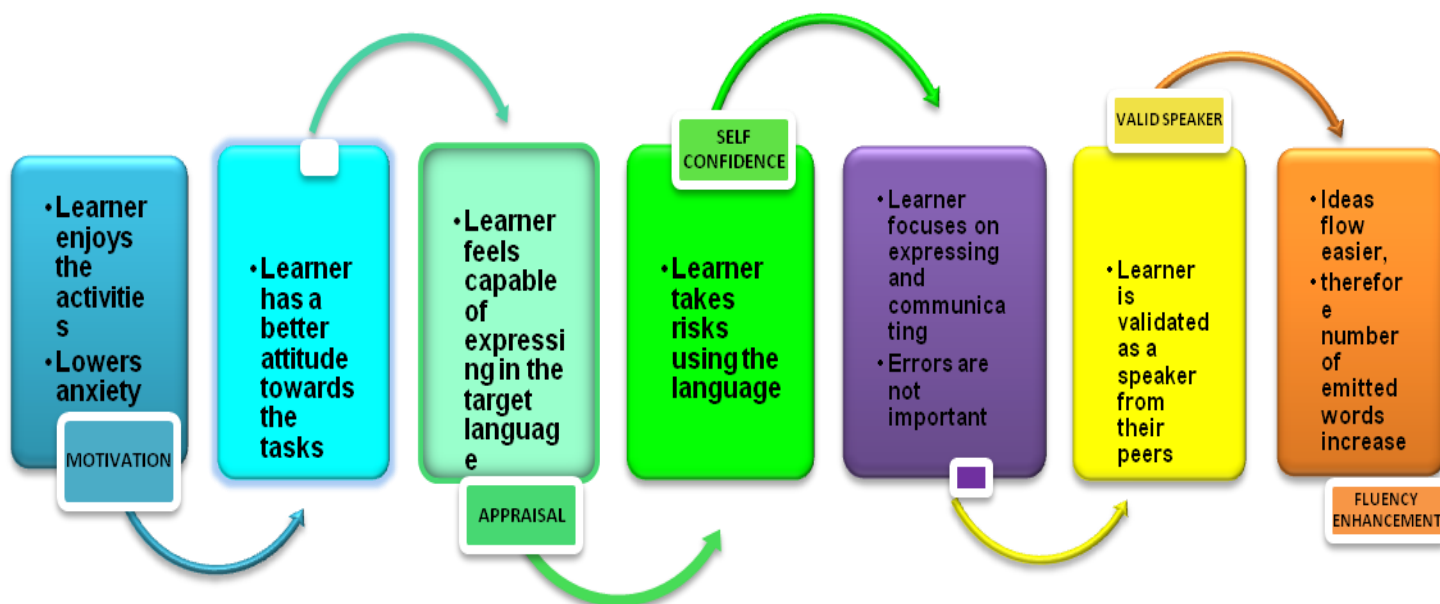 • Learner
enjoys
the
activitie
s
• Lowers
anxiety
MOTIVATION
• Learner
has a
better
attitude
towards
the
tasks
• Learner
feels
capable
of
expressi
ng in the
target
languag
e
APPRAISAL
SELF
CONFIDENCE
• Learner
takes
risks
using the
language
• Learner
focuses on
expressing
and
communica
ting
• Errors are
not
important
VALID SPEAKER
• Learner
is
validated
as a
speaker
from
their
peers
• Ideas
flow
easier,
• therefor
e
number
of
emitted
words
increase
FLUENCY
ENHANCEMENT